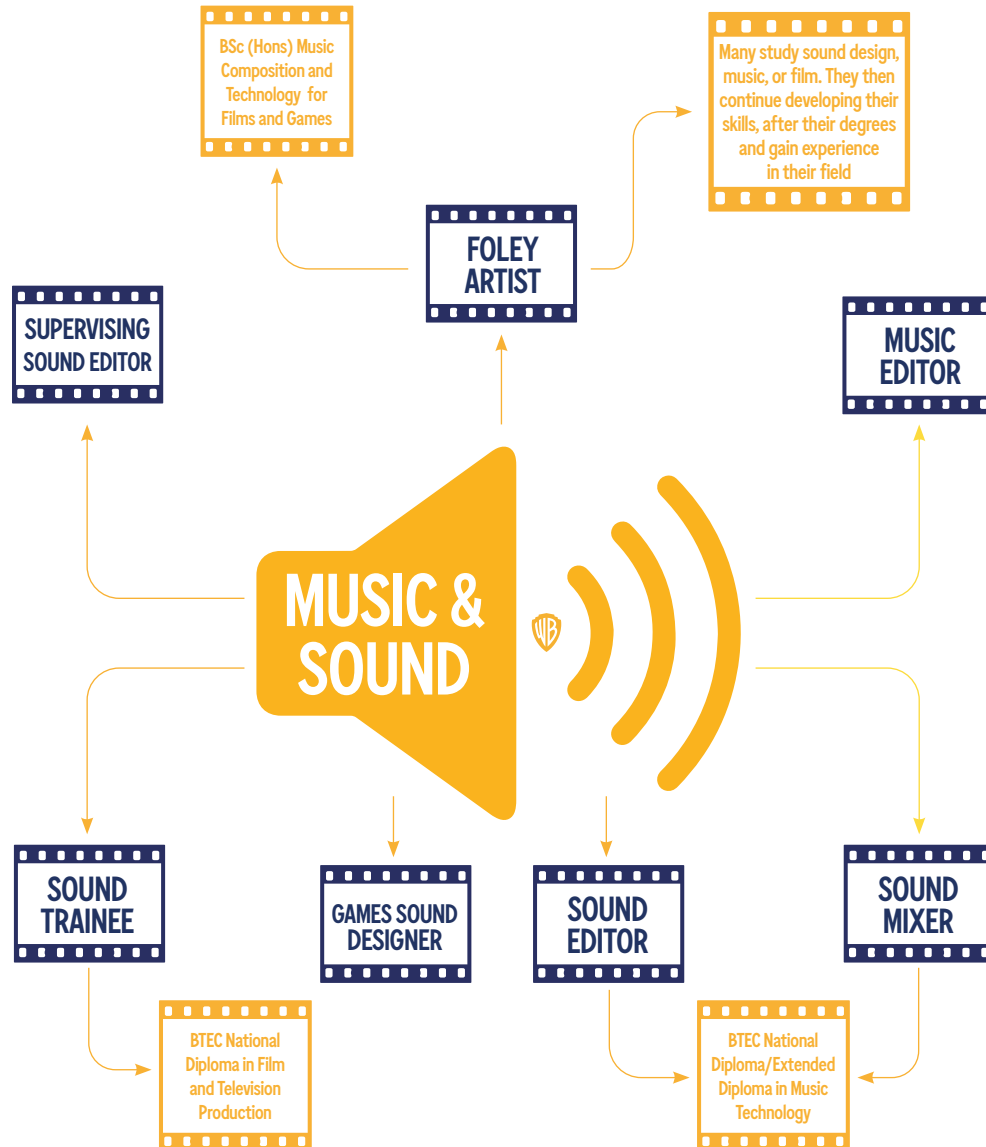 BSc (Hons) Music
Composition and
Technology for
Films and Games
Many study sound design,
music, or film. They then
continue developing their
skills, after their degrees
and gain experience
in their field
FOLEY
ARTIST
SUPERVISING
SOUND EDITOR
MUSIC
EDITOR
MUSIC &
SOUND
WB
SOUND
TRAINEE
GAMES SOUND
DESIGNER
SOUND
EDITOR
SOUND
MIXER
BTEC National
Diploma in Film
and Television
Production
BTEC National
Diploma/Extended
Diploma in Music
Technology